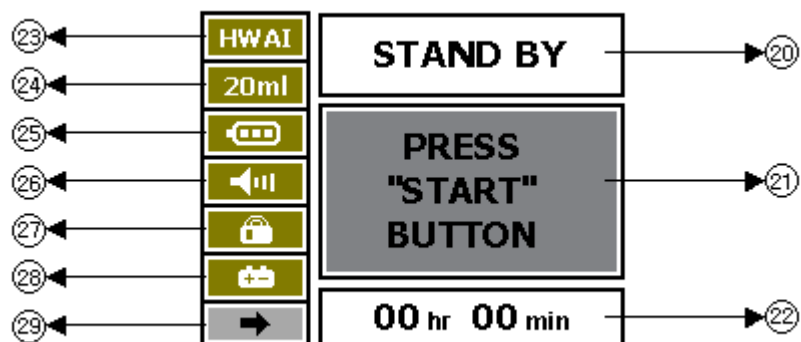 ㉓
HWAI
STAND BY
⑳
㉔
20ml
㉕
PRESS
"START"
BUTTON
㉑
㉖
㉗
㉘
㉙
00 hr 00 min
㉒